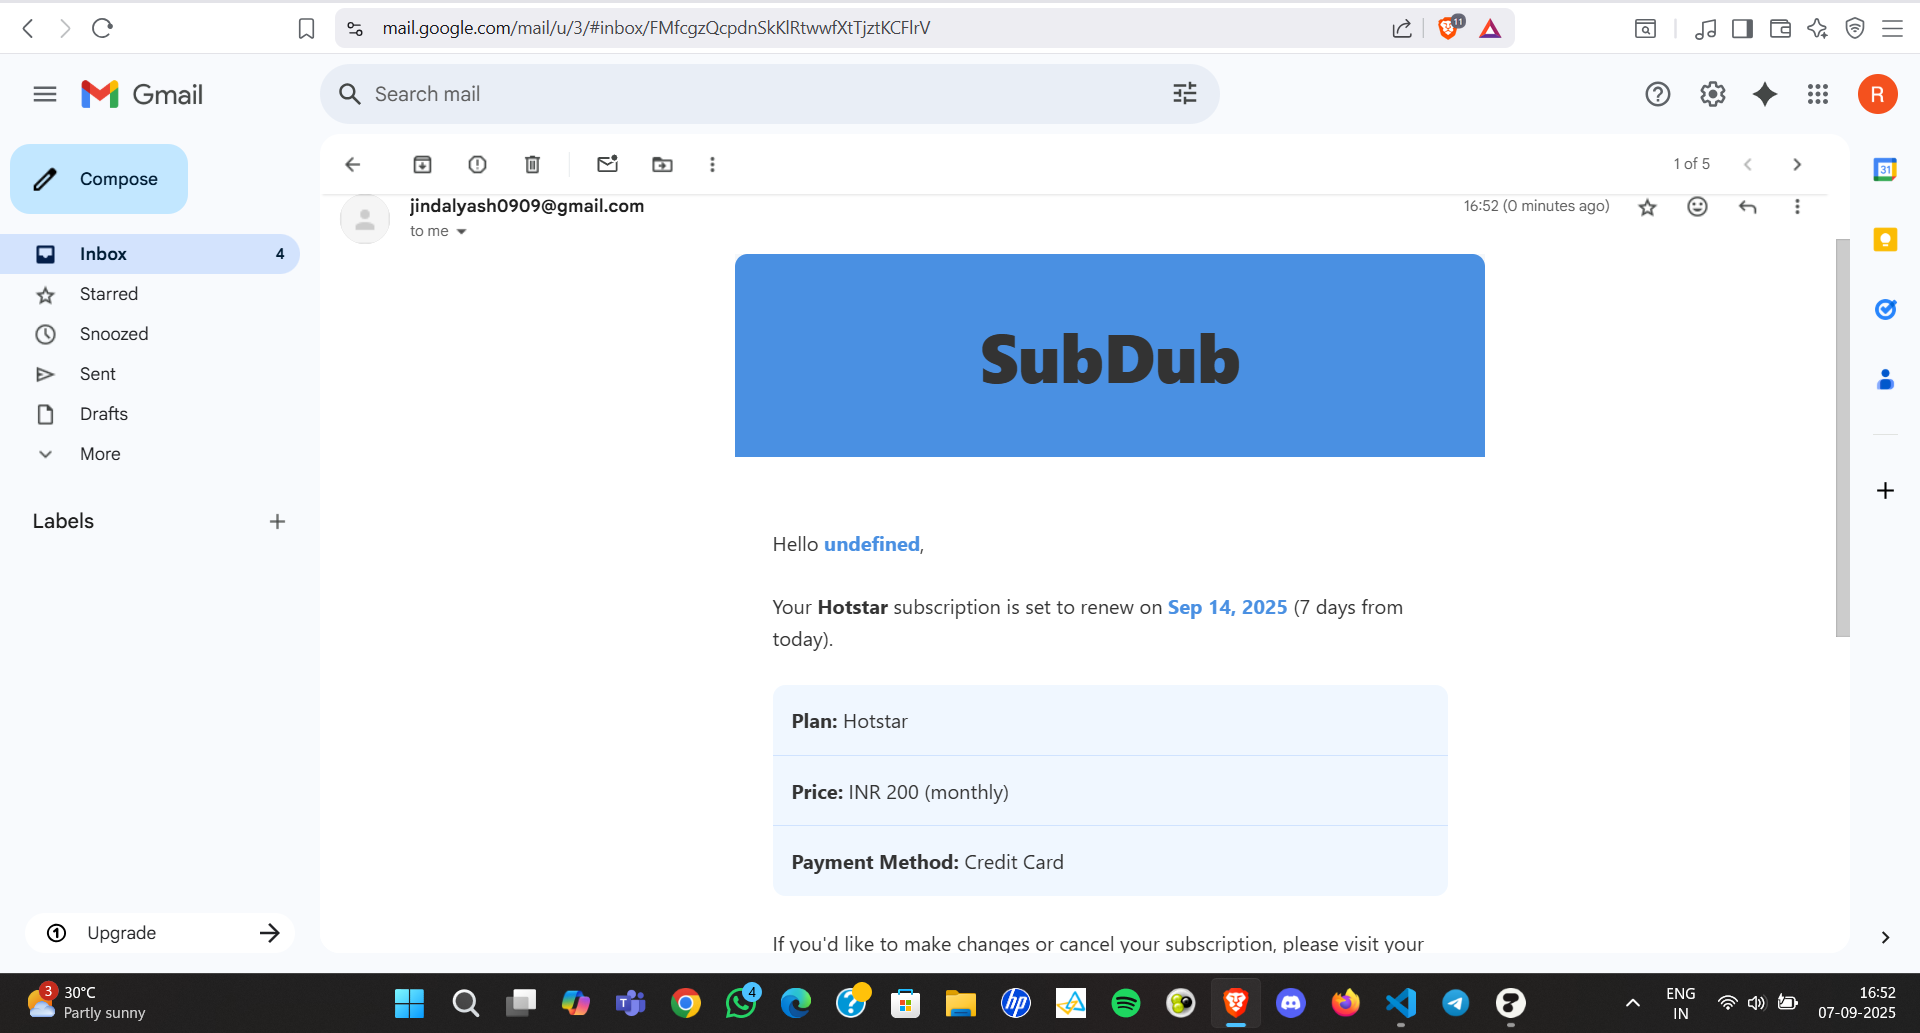 mail.google.com/mail/u/3/#inbox/FMfcgzQcpdnSkKlRtwwfXtTjztKCFlrV
11
Gmail
Search mail
R
Compose
1 of 5
31
jindalyash0909@gmail.com
16:52 (0 minutes ago)
to me
Inbox
4
Starred
Snoozed
Sent
Drafts
More
Labels
SubDub
Hello undefined,
Your Hotstar subscription is set to renew on Sep 14, 2025 (7 days from
today).
Plan: Hotstar
Price: INR 200 (monthly)
Payment Method: Credit Card
If you'd like to make changes or cancel your subscription, please visit your
Upgrade
3
30°C
Partly sunny
4
hp
ENG
IN
16:52
07-09-2025